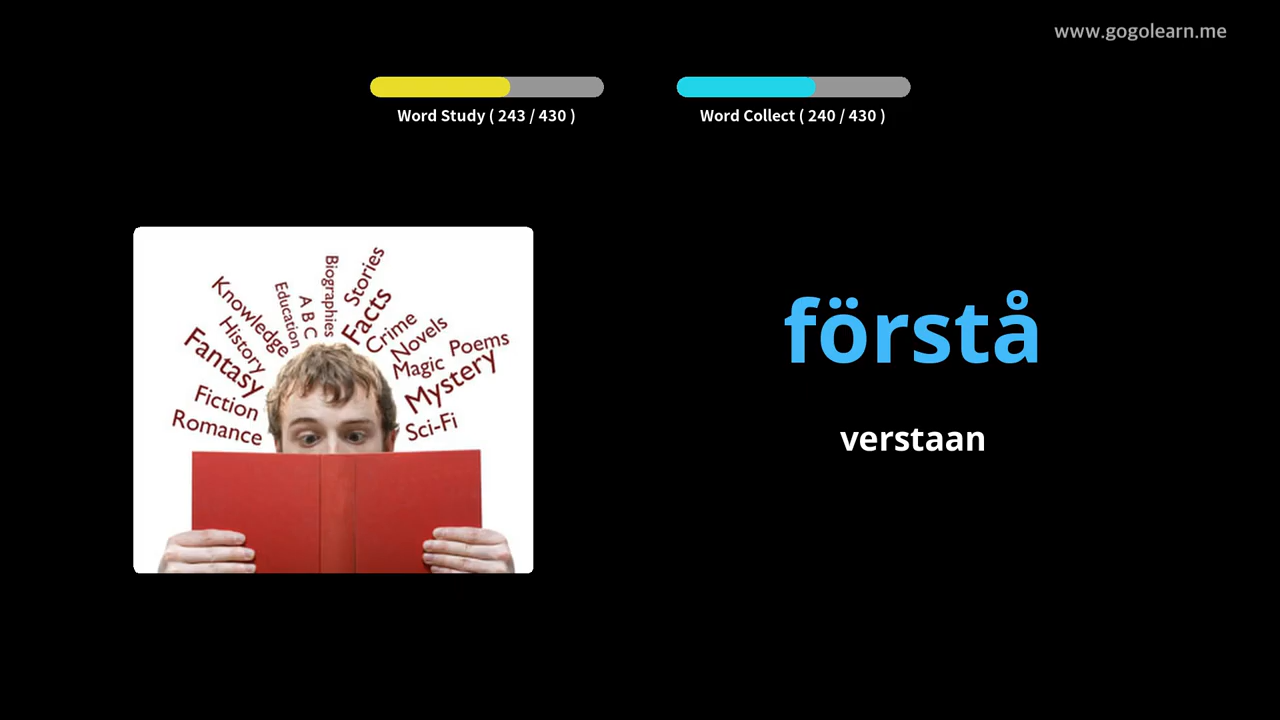 www.gogolearn.me
Word Study ( 243 / 430 )
Word Collect ( 240 / 430 )
Knowledge
History
Fantasy
Fiction
Romance
Education
A B C
Biographies
Stories
Facts
Crime
Novels
Magic
Poems
Mystery
Sci-Fi
förstå
verstaan